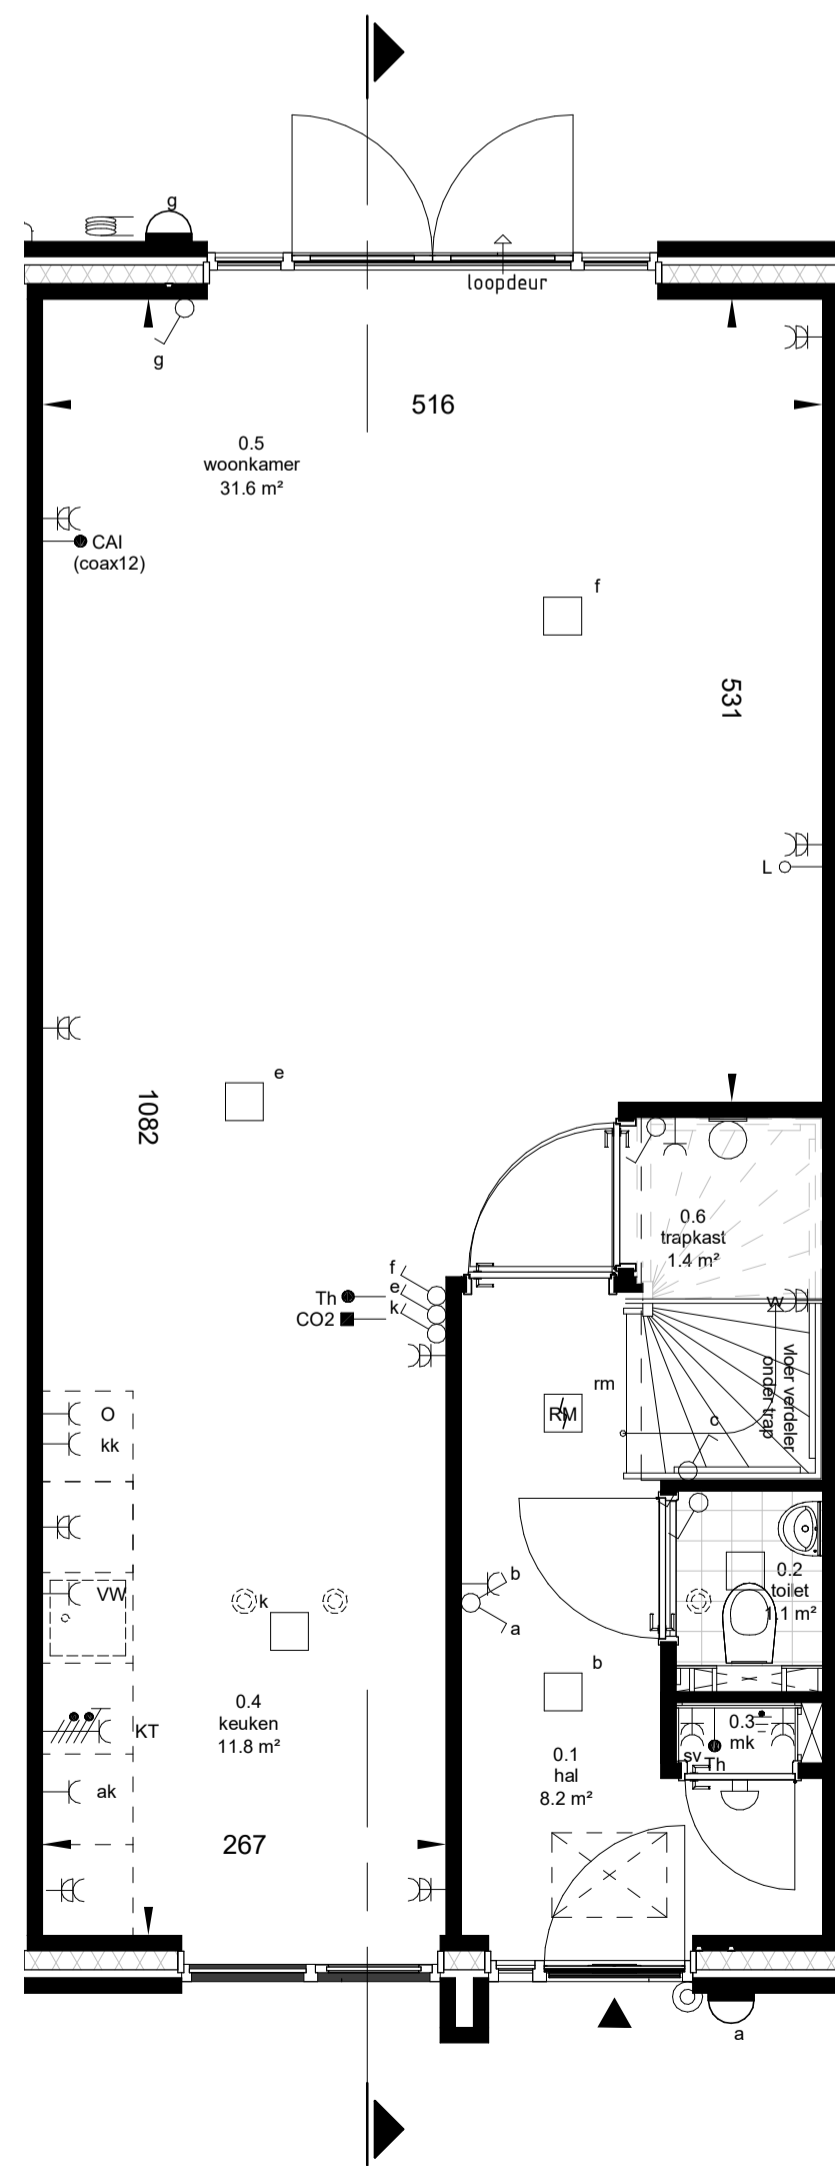 g
loopdeur
g
516
0.5
woonkamer
31.6 m²
CAI
(coax12)
f
531
L
e
1082
0.6
trapkast
1.4 m²
f
e
k
Th
CO2
vv
vloer verdeler
onder trap
rm
RM
c
O
kk
VW
k
b
a
0.2
toilet
1.1 m²
b
0.4
keuken
11.8 m²
KT
ak
0.3
mk
sv
Th
0.1
hal
8.2 m²
267
a